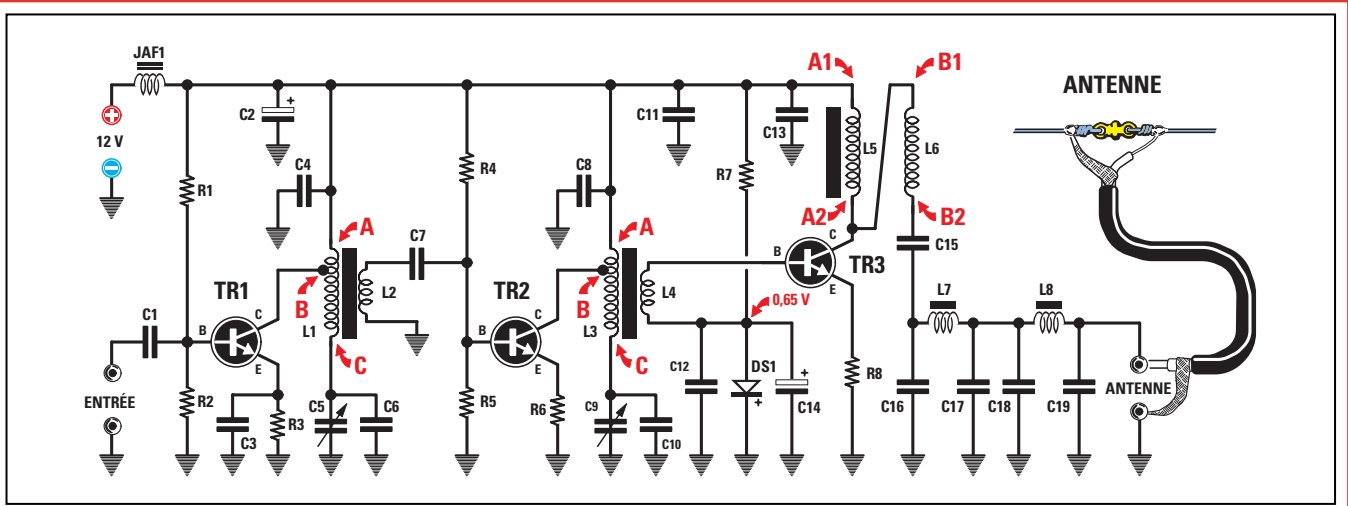 JAF1
A1
B1
ANTENNE
C2
+
C11
C13
L5
L6
12 V
C4
C8
R1
R4
R7
A
C7
A
A2
B2
C
C15
B
TR3
TR1
C
L2
TR2
C
L4
E
L7
L8
B
B
0,65 V
C1
B
L1
B
L3
E
C
E
C
C12
DS1
+
R8
ENTRÉE
R2
C3
R3
C5
C6
R5
R6
C9
C10
+
C14
C16
C17
C18
C19
ANTENNE